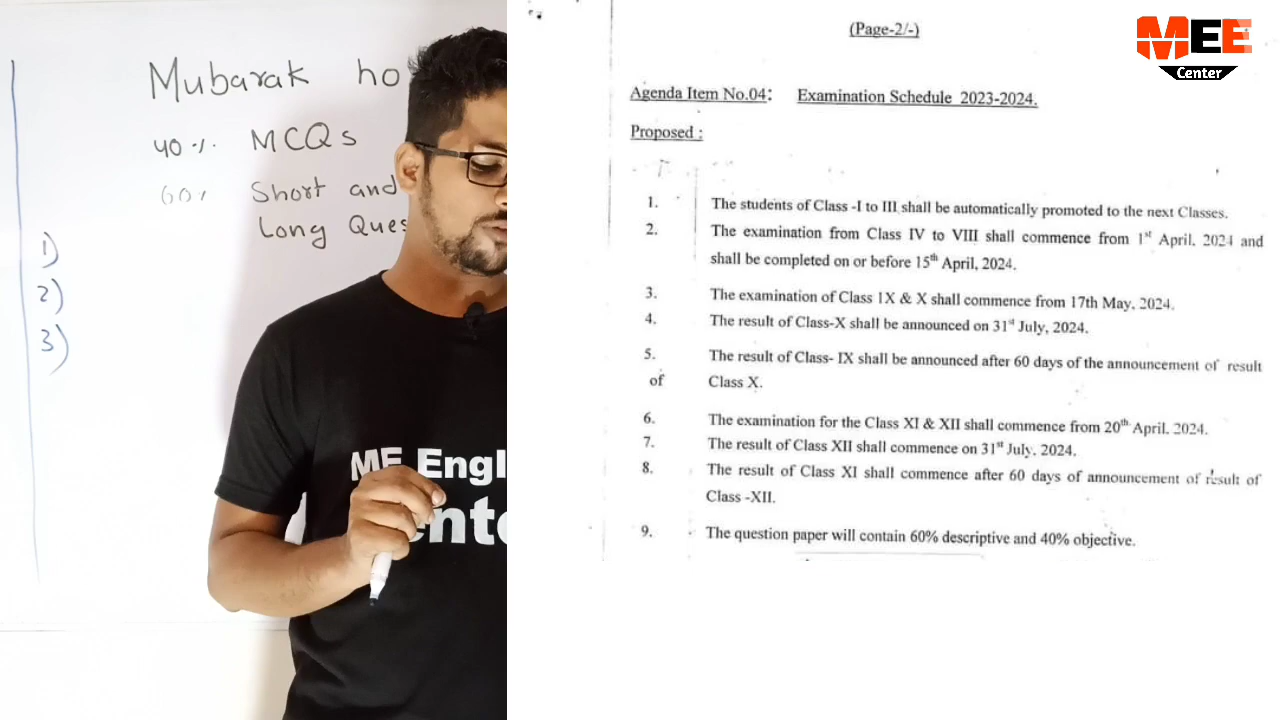 Mubarak ho
40 % MCQs
60% Short and
Long Ques
1)
2)
3)
ME Engl
ente
MEE
Center
(Page-2/-)
Agenda Item No.04: Examination Schedule 2023-2024.
Proposed :
1. The students of Class -I to III shall be automatically promoted to the next Classes.
2. The examination from Class IV to VIII shall commence from 1st April, 2024 and
shall be completed on or before 15th April, 2024.
3. The examination of Class IX & X shall commence from 17th May, 2024.
4. The result of Class-X shall be announced on 31st July, 2024.
5. The result of Class- IX shall be announced after 60 days of the announcement of result
of Class X.
6. The examination for the Class XI & XII shall commence from 20th April, 2024.
7. The result of Class XII shall commence on 31st July, 2024.
8. The result of Class XI shall commence after 60 days of announcement of result of
Class -XII.
9. The question paper will contain 60% descriptive and 40% objective.